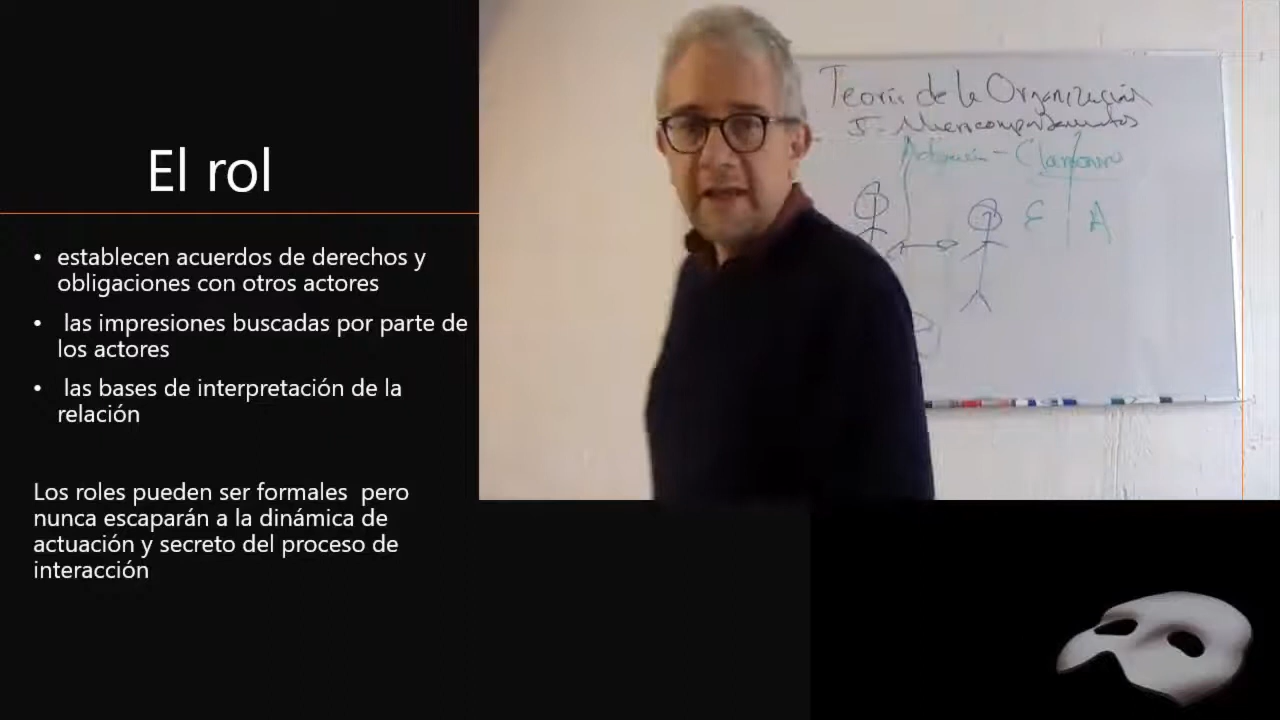 El rol
• establecen acuerdos de derechos y
obligaciones con otros actores
• las impresiones buscadas por parte de
los actores
• las bases de interpretación de la
relación
Los roles pueden ser formales pero
nunca escaparán a la dinámica de
actuación y secreto del proceso de
interacción
Teoría de la Organización
E A